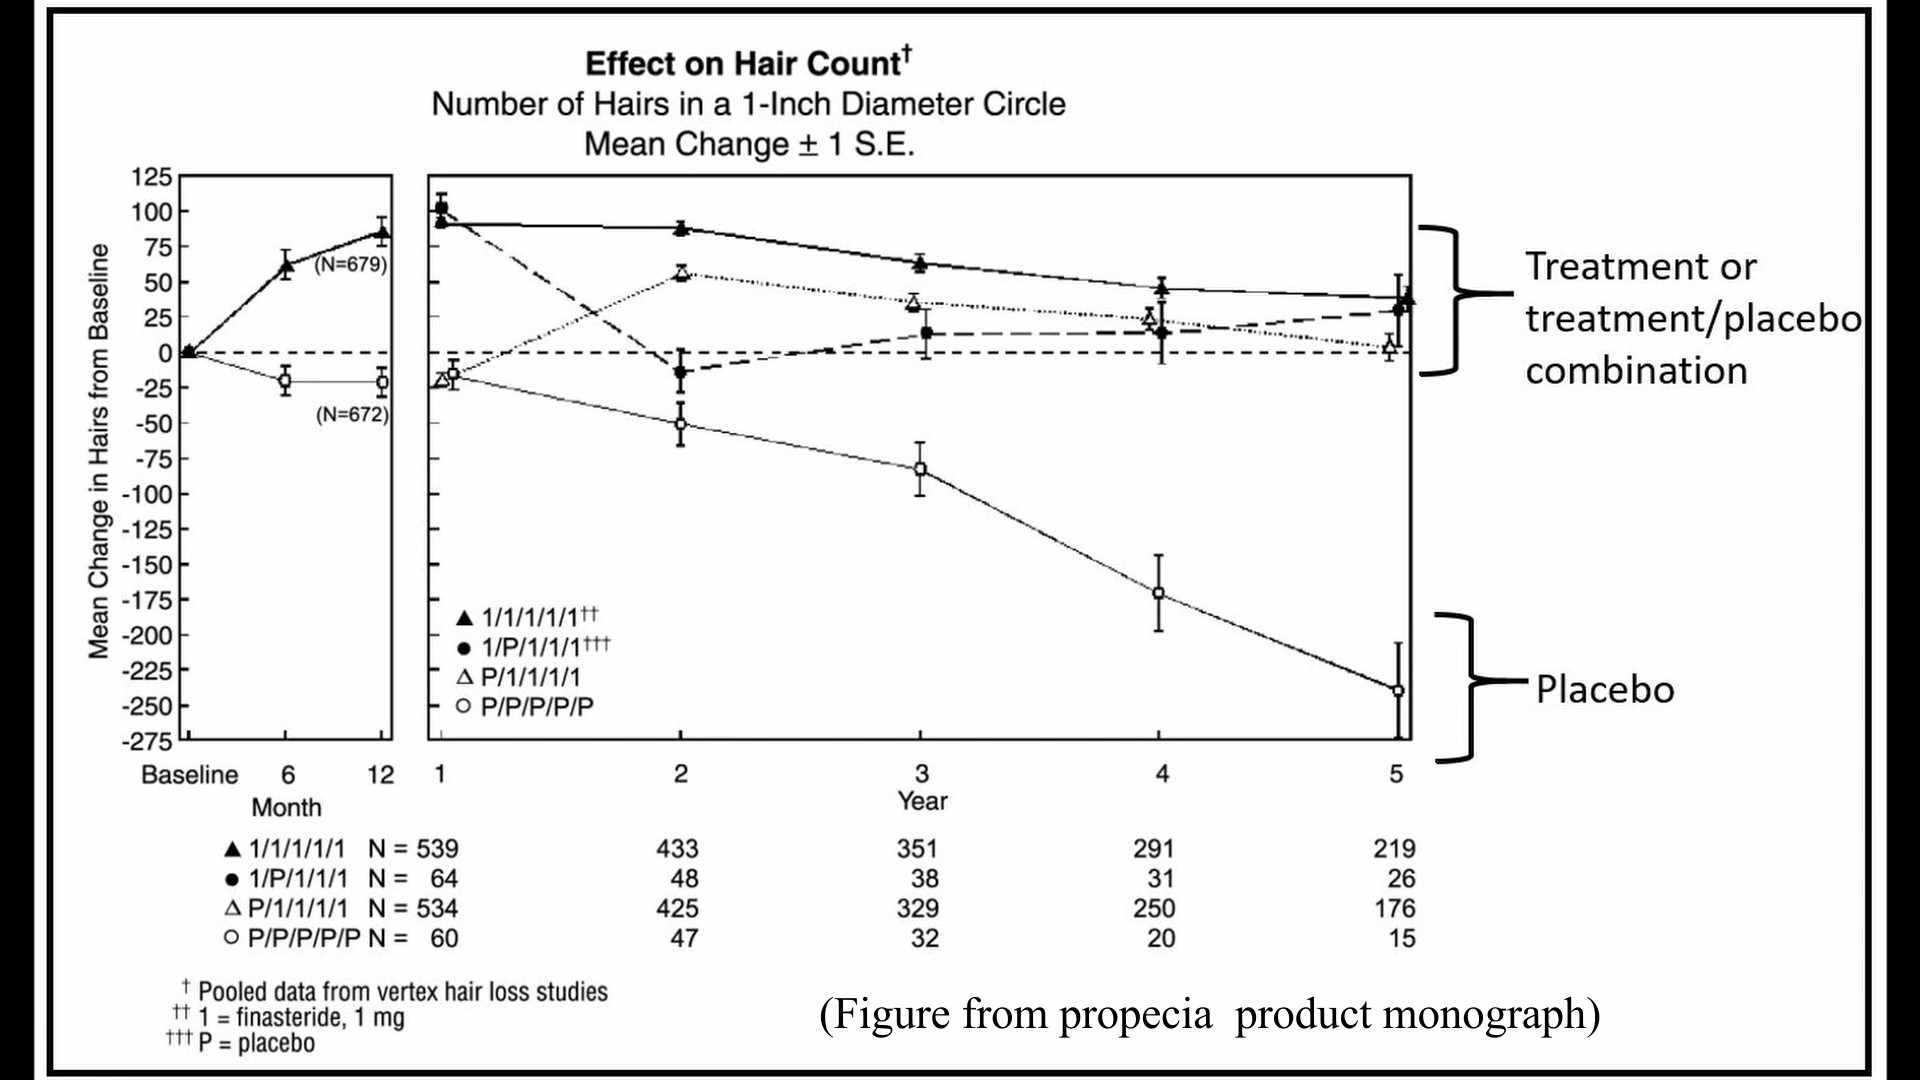 Effect on Hair Count†
Number of Hairs in a 1-Inch Diameter Circle
Mean Change ± 1 S.E.
Mean Change in Hairs from Baseline
125
100
75
50
25
0
-25
-50
-75
-100
-125
-150
-175
-200
-225
-250
-275
(N=679)
(N=672)
▲ 1/1/1/1/1††
● 1/P/1/1/1†††
△ P/1/1/1/1
○ P/P/P/P/P
Treatment or
treatment/placebo
combination
Placebo
Baseline 6 12 1 2 3 4 5
Month Year
▲ 1/1/1/1/1 N = 539 433 351 291 219
● 1/P/1/1/1 N = 64 48 38 31 26
△ P/1/1/1/1 N = 534 425 329 250 176
○ P/P/P/P/P N = 60 47 32 20 15
† Pooled data from vertex hair loss studies
†† 1 = finasteride, 1 mg
††† P = placebo
(Figure from propecia product monograph)